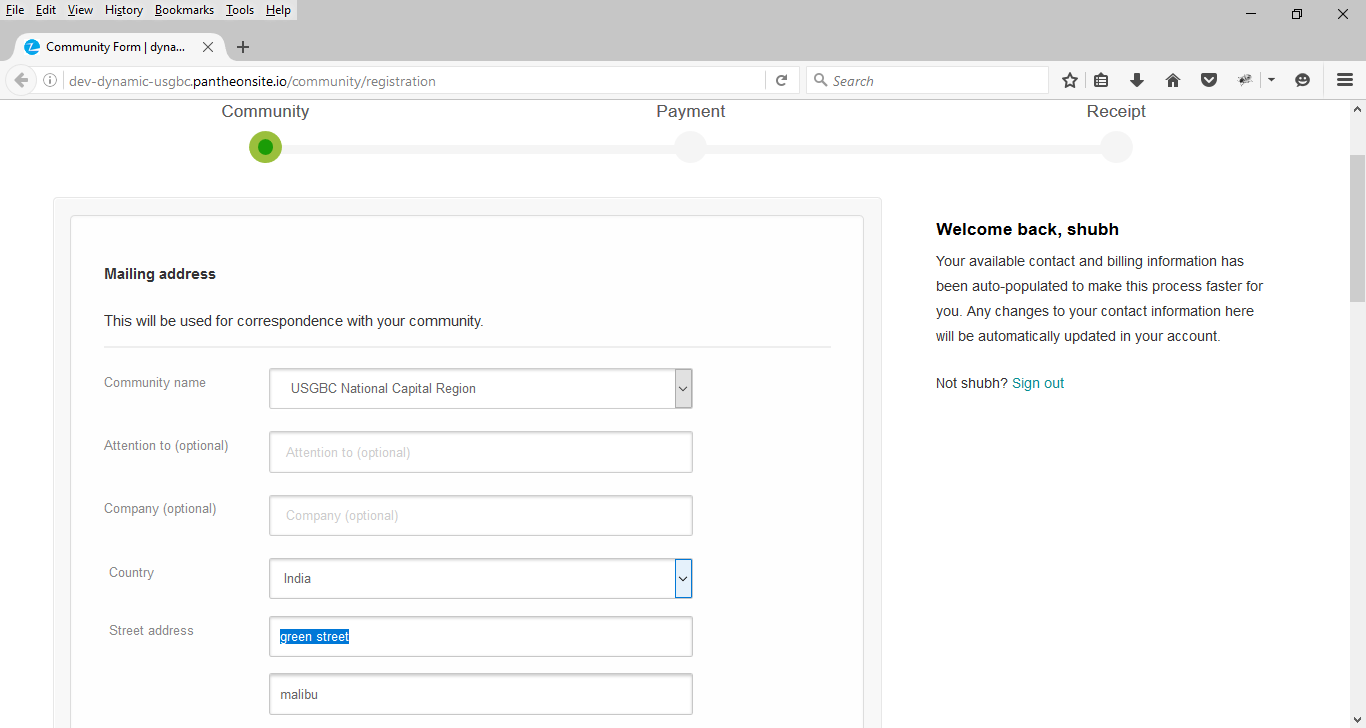 File Edit View History Bookmarks Tools Help
Community Form | dyna...
dev-dynamic-usgbc.pantheonsite.io/community/registration
Search
Community Payment Receipt
Mailing address
This will be used for correspondence with your community.
Community name
USGBC National Capital Region
Attention to (optional)
Attention to (optional)
Company (optional)
Company (optional)
Country
India
Street address
green street
malibu
Welcome back, shubh
Your available contact and billing information has
been auto-populated to make this process faster for
you. Any changes to your contact information here
will be automatically updated in your account.
Not shubh? Sign out